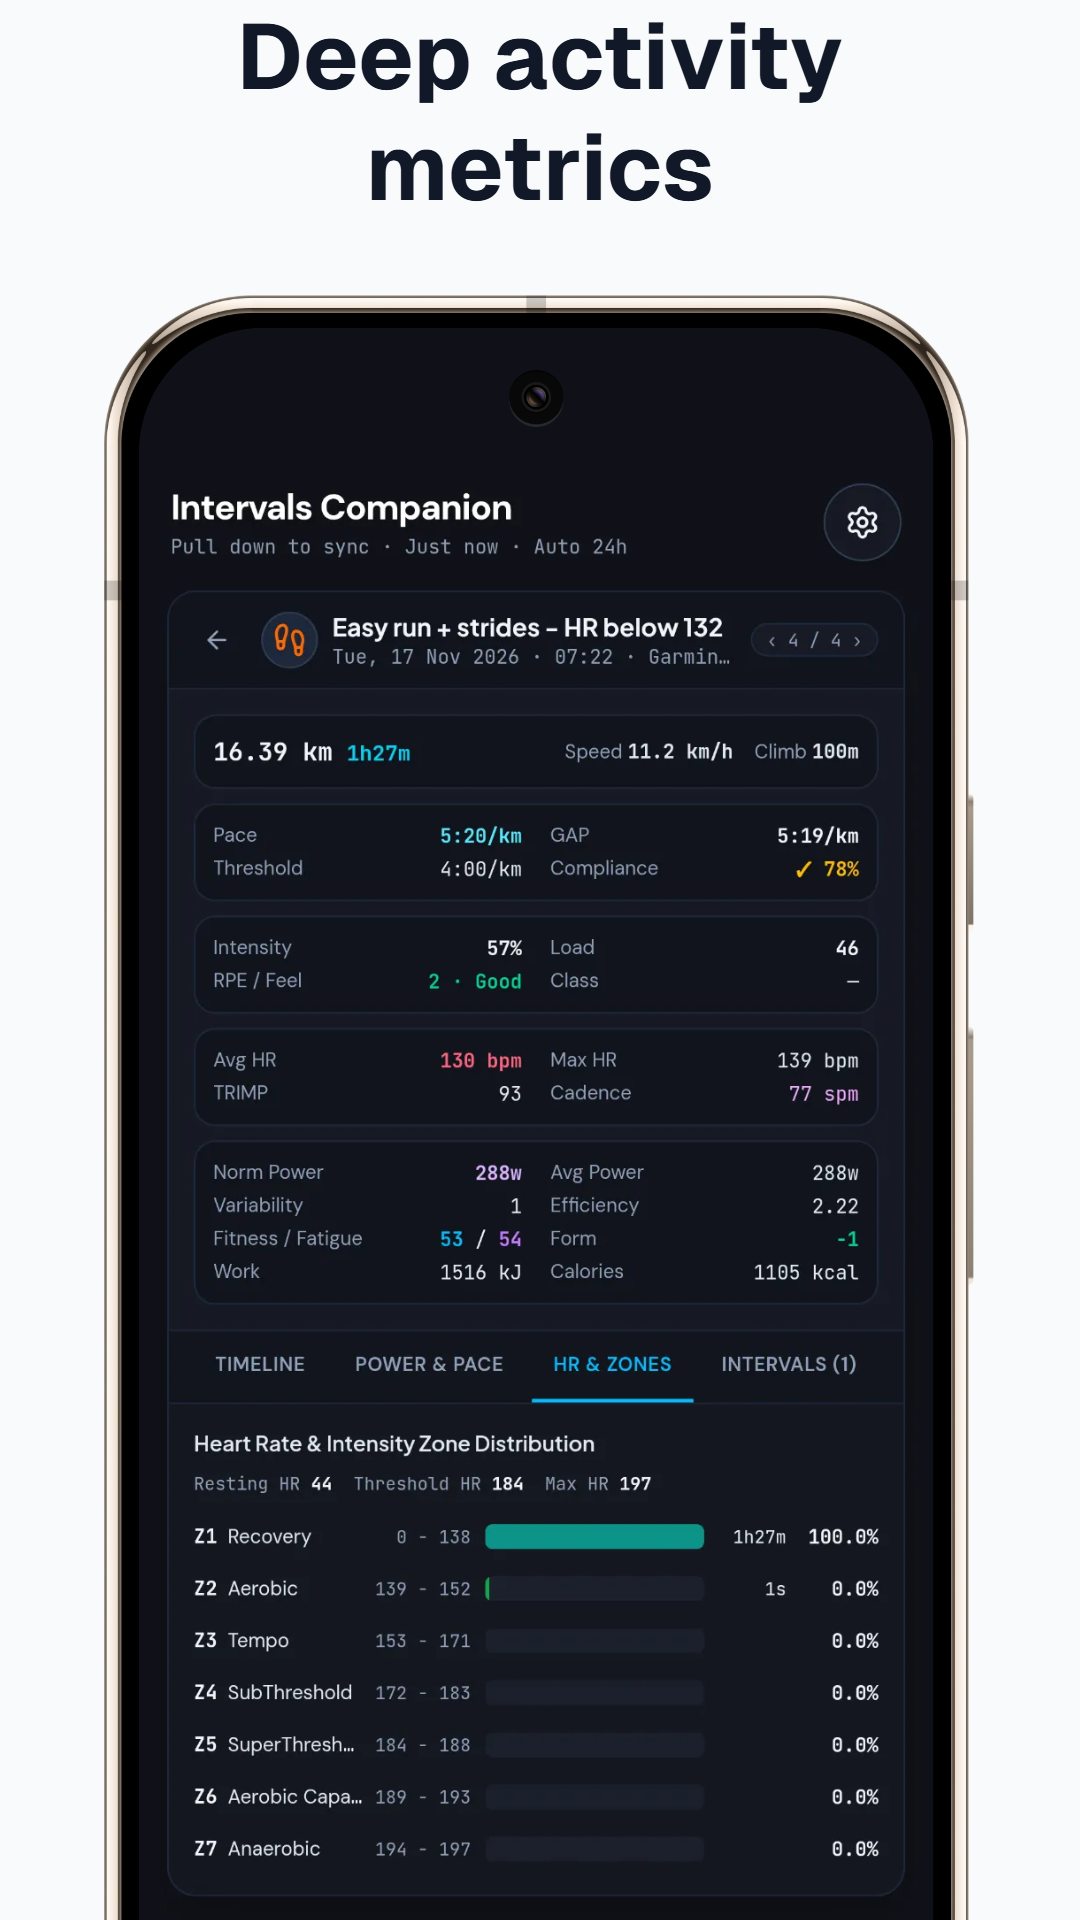 Deep activity
metrics
Intervals Companion
Pull down to sync · Just now · Auto 24h
Easy run + strides – HR below 132
Tue, 17 Nov 2026 · 07:22 · Garmin…
‹ 4 / 4 ›
16.39 km 1h27m Speed 11.2 km/h Climb 100m
Pace 5:20/km GAP 5:19/km
Threshold 4:00/km Compliance ✓ 78%
Intensity 57% Load 46
RPE / Feel 2 · Good Class —
Avg HR 130 bpm Max HR 139 bpm
TRIMP 93 Cadence 77 spm
Norm Power 288w Avg Power 288w
Variability 1 Efficiency 2.22
Fitness / Fatigue 53 / 54 Form -1
Work 1516 kJ Calories 1105 kcal
TIMELINE POWER & PACE HR & ZONES INTERVALS (1)
Heart Rate & Intensity Zone Distribution
Resting HR 44 Threshold HR 184 Max HR 197
Z1 Recovery 0 - 138 1h27m 100.0%
Z2 Aerobic 139 - 152 1s 0.0%
Z3 Tempo 153 - 171 0.0%
Z4 SubThreshold 172 - 183 0.0%
Z5 SuperThresh… 184 - 188 0.0%
Z6 Aerobic Capa… 189 - 193 0.0%
Z7 Anaerobic 194 - 197 0.0%